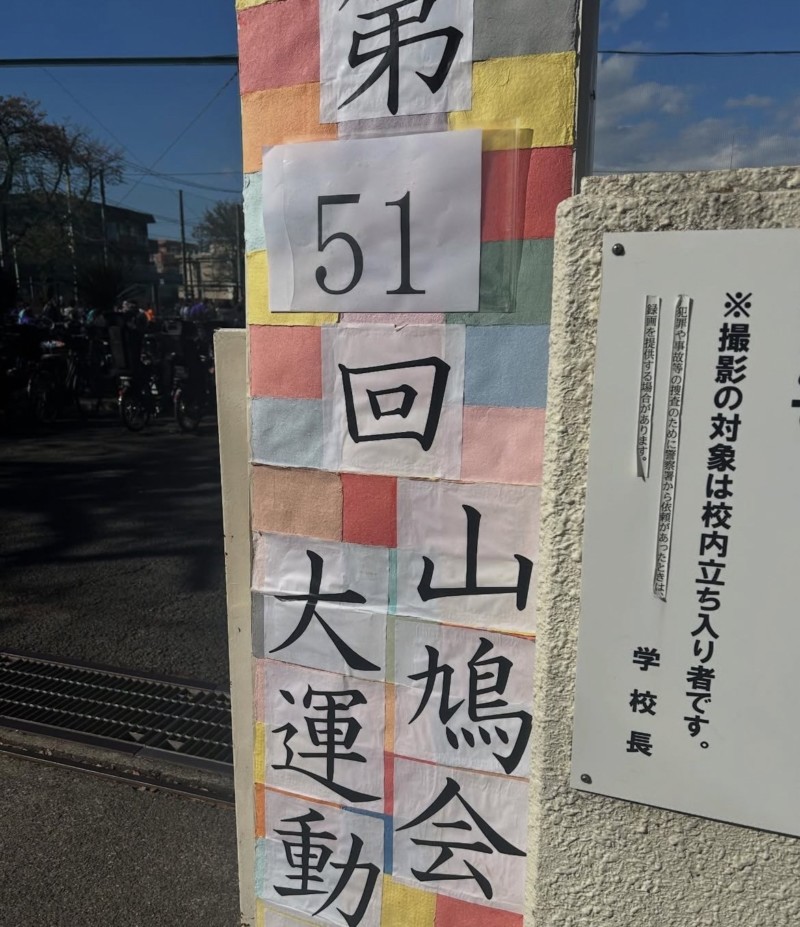 第51回
山鳩会
大運動
※撮影の対象は校内立ち入り者です。
犯罪や事故等の捜査のために警察署から依頼があったときは、
録画を提供する場合があります。
学校長